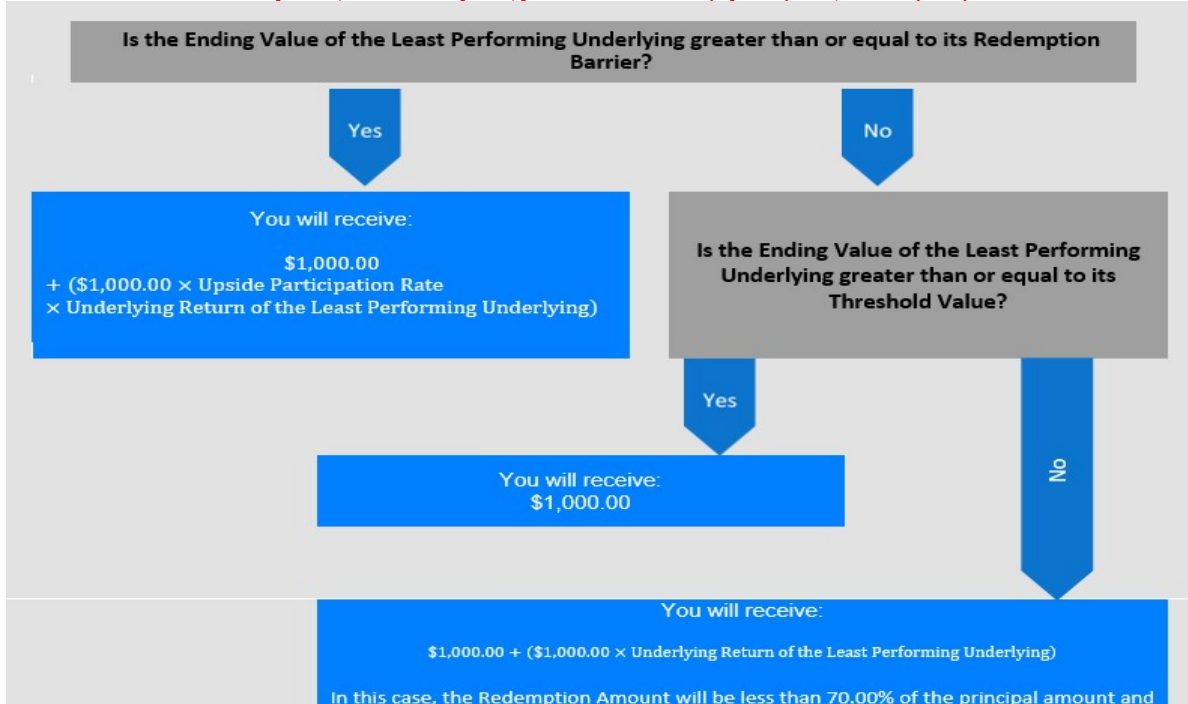 Is the Ending Value of the Least Performing Underlying greater than or equal to its Redemption
Barrier?
Yes
No
You will receive:
$1,000.00
+ ($1,000.00 × Upside Participation Rate
× Underlying Return of the Least Performing Underlying)
Is the Ending Value of the Least Performing
Underlying greater than or equal to its
Threshold Value?
Yes
No
You will receive:
$1,000.00
You will receive:
$1,000.00 + ($1,000.00 × Underlying Return of the Least Performing Underlying)
In this case, the Redemption Amount will be less than 70.00% of the principal amount and